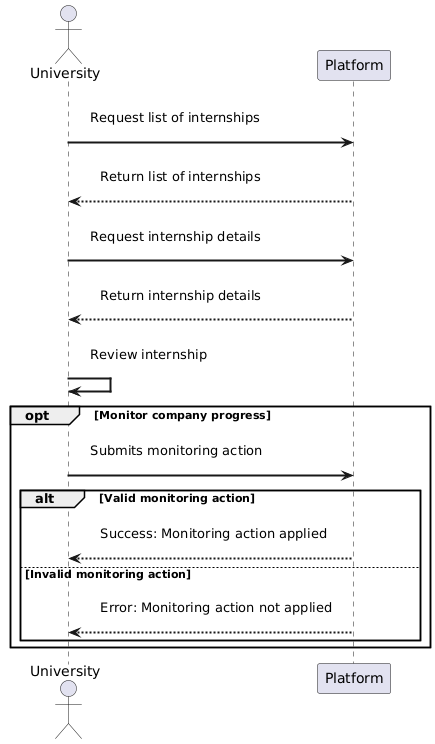 University
Platform
Request list of internships
Return list of internships
Request internship details
Return internship details
Review internship
opt [Monitor company progress]
Submits monitoring action
alt [Valid monitoring action]
Success: Monitoring action applied
[Invalid monitoring action]
Error: Monitoring action not applied
University
Platform